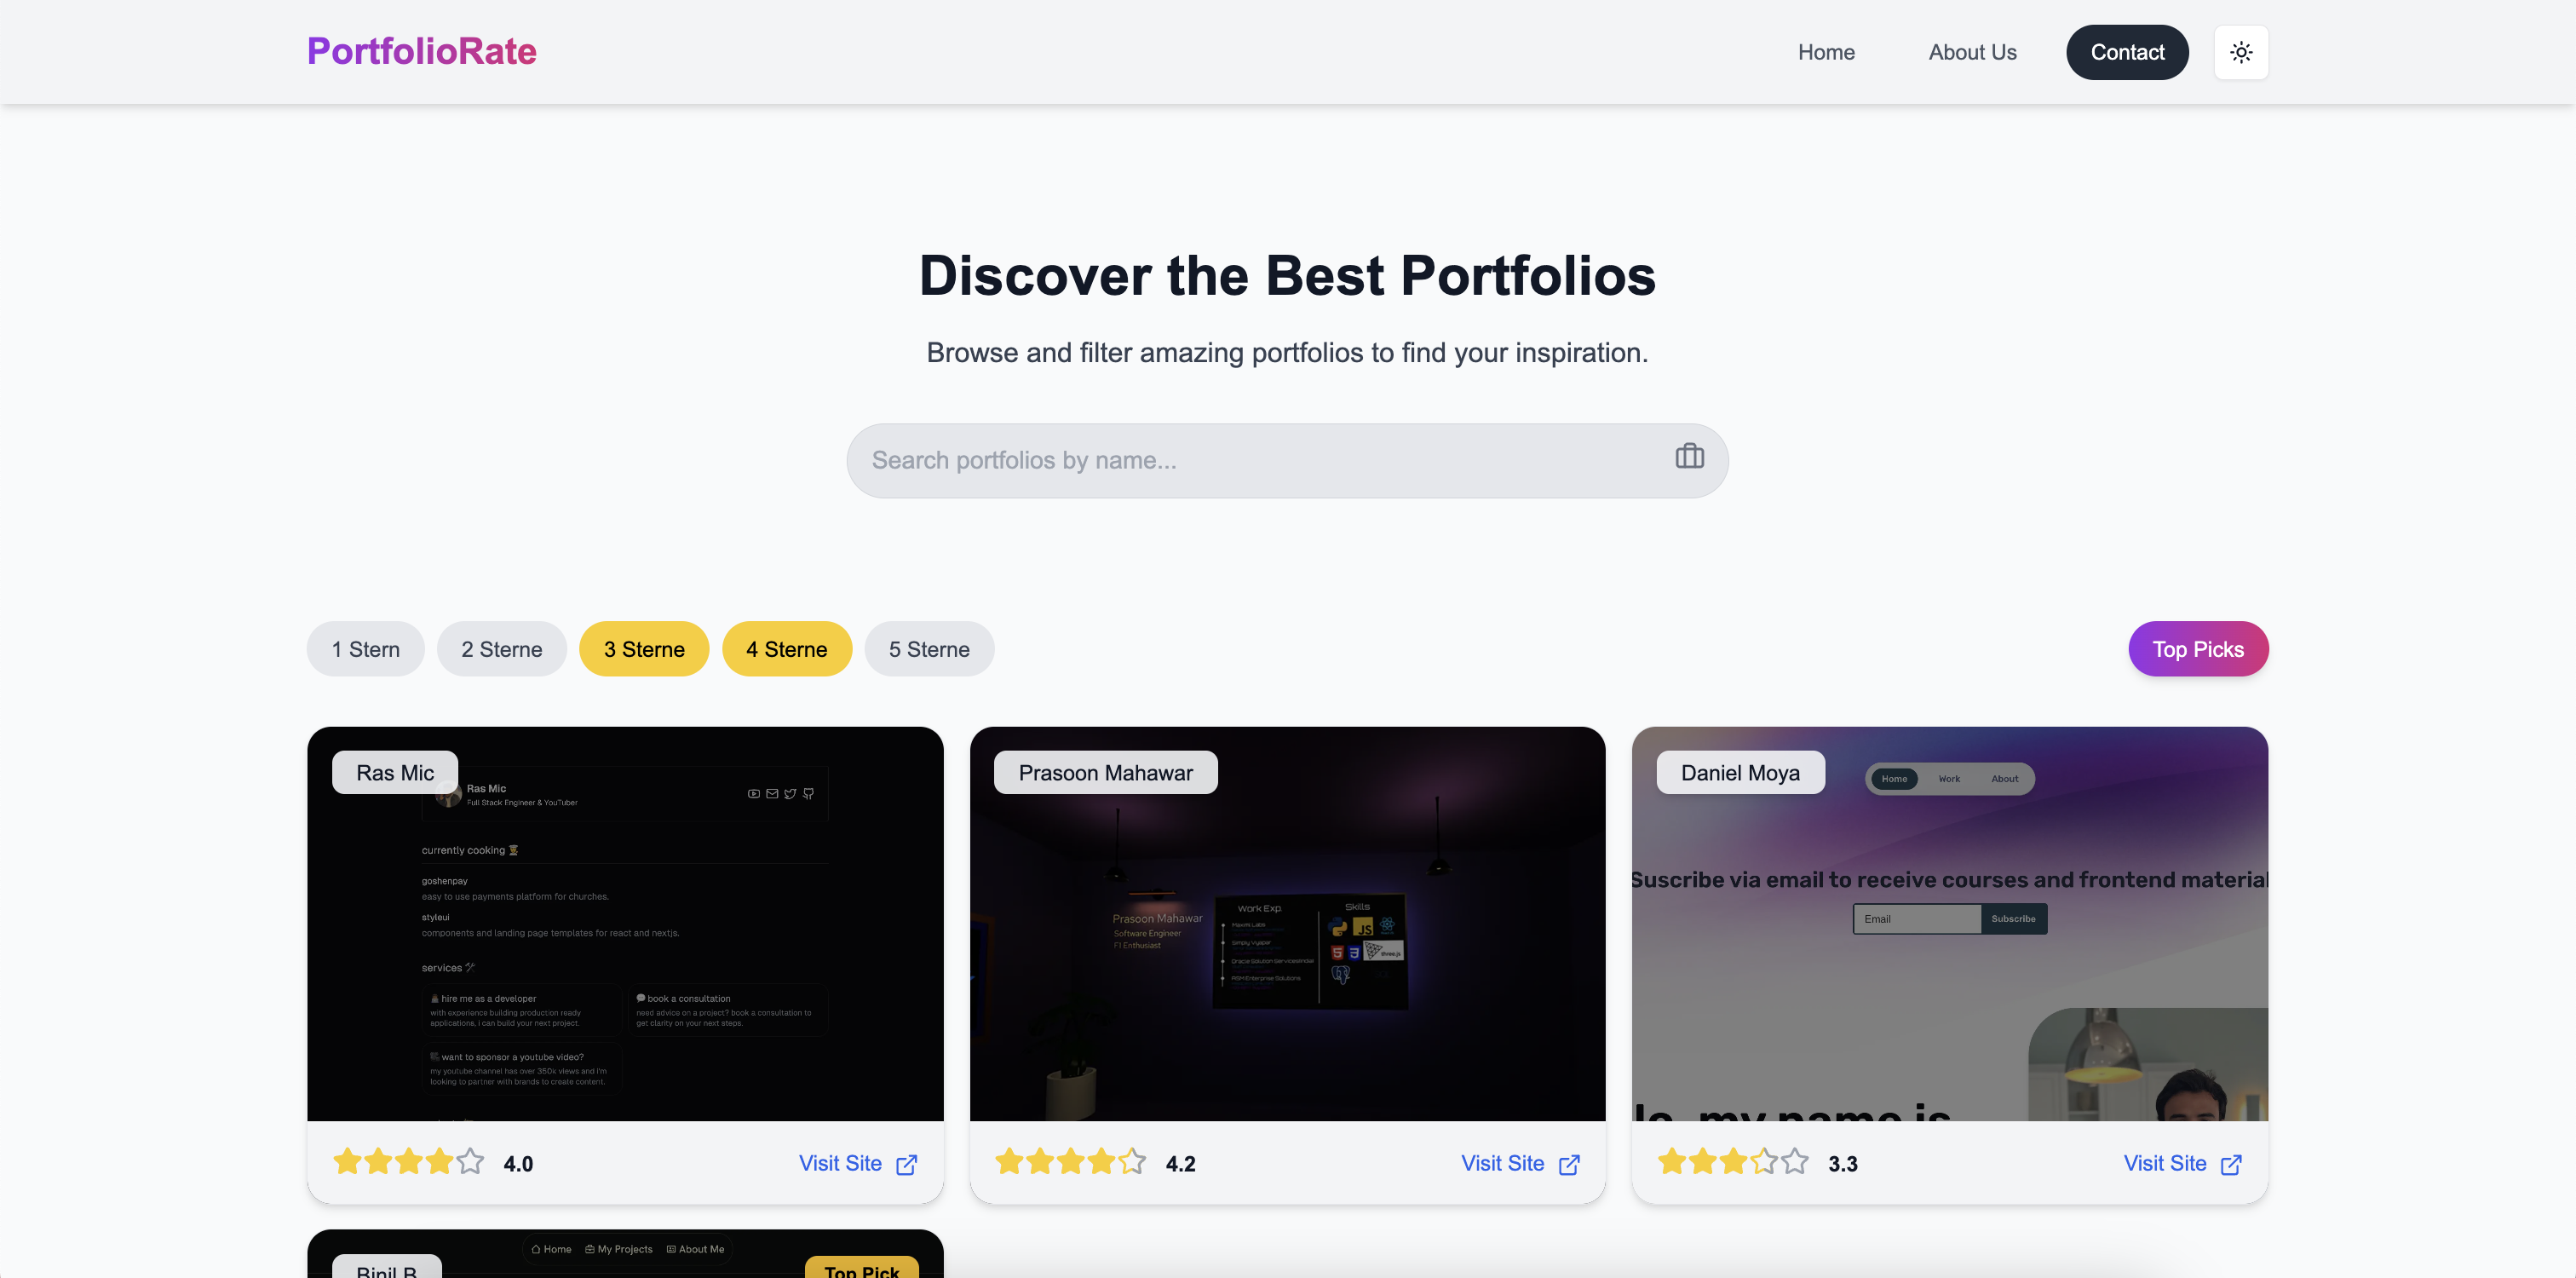 PortfolioRate
Home
About Us
Contact
Discover the Best Portfolios
Browse and filter amazing portfolios to find your inspiration.
Search portfolios by name...
1 Stern
2 Sterne
3 Sterne
4 Sterne
5 Sterne
Top Picks
Ras Mic
Ras Mic
Full Stack Engineer & YouTuber
currently cooking
goshenpay
easy to use payments platform for churches.
styleui
components and landing page templates for react and nextjs.
services
hire me as a developer
with experience building production ready
applications, i can build your next project.
book a consultation
need advice on a project? book a consultation to
get clarity on your next steps.
want to sponsor a youtube video?
my youtube channel has over 350k views and i'm
looking to partner with brands to create content.
4.0
Visit Site
Prasoon Mahawar
Prasoon Mahawar
Software Engineer
F1 Enthusiast
Work Exp.
Skills
JS
three.js
4.2
Visit Site
Daniel Moya
Home
Work
About
Suscribe via email to receive courses and frontend material
Email
Subscribe
my name is
3.3
Visit Site
Home
My Projects
About Me
Binil B
Top Pick